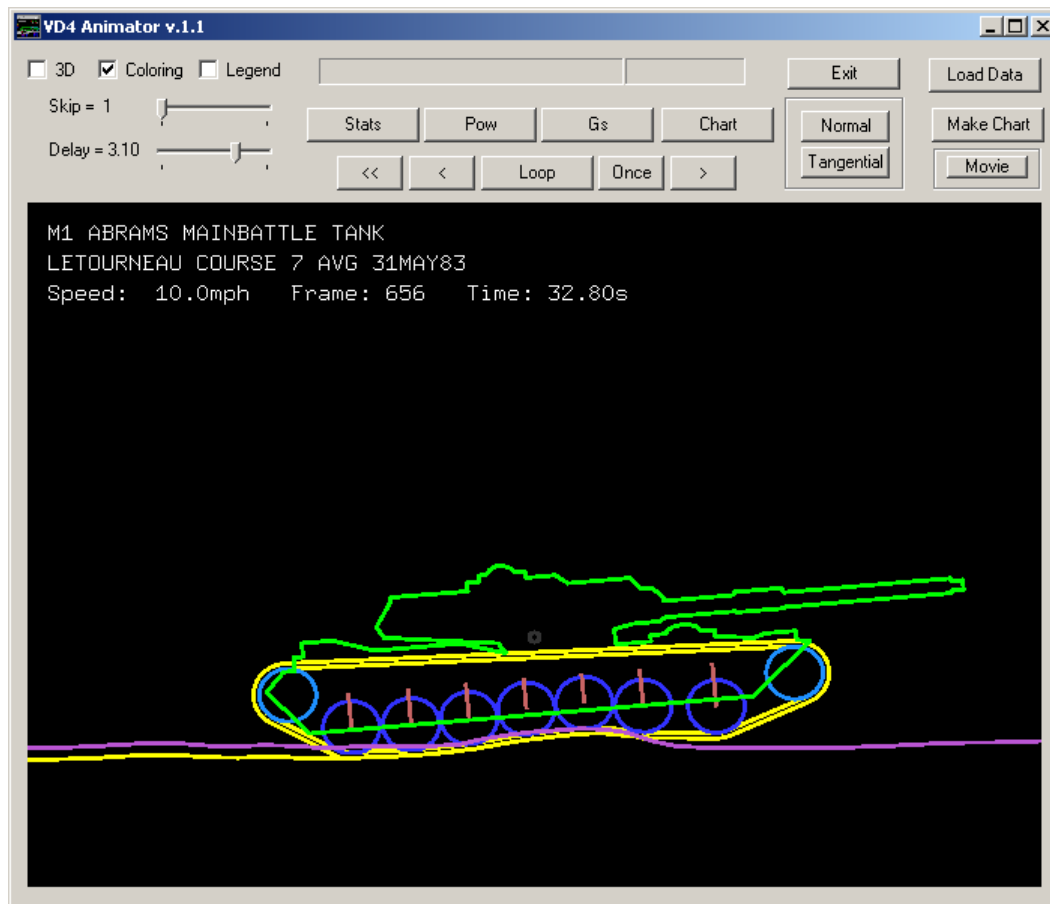 VD4 Animator v.1.1
3D Coloring Legend Exit Load Data
Skip = 1
Stats Pow Gs Chart Normal Make Chart
Delay = 3.10
<< < Loop Once > Tangential Movie
M1 ABRAMS MAINBATTLE TANK
LETOURNEAU COURSE 7 AVG 31MAY83
Speed: 10.0mph Frame: 656 Time: 32.80s